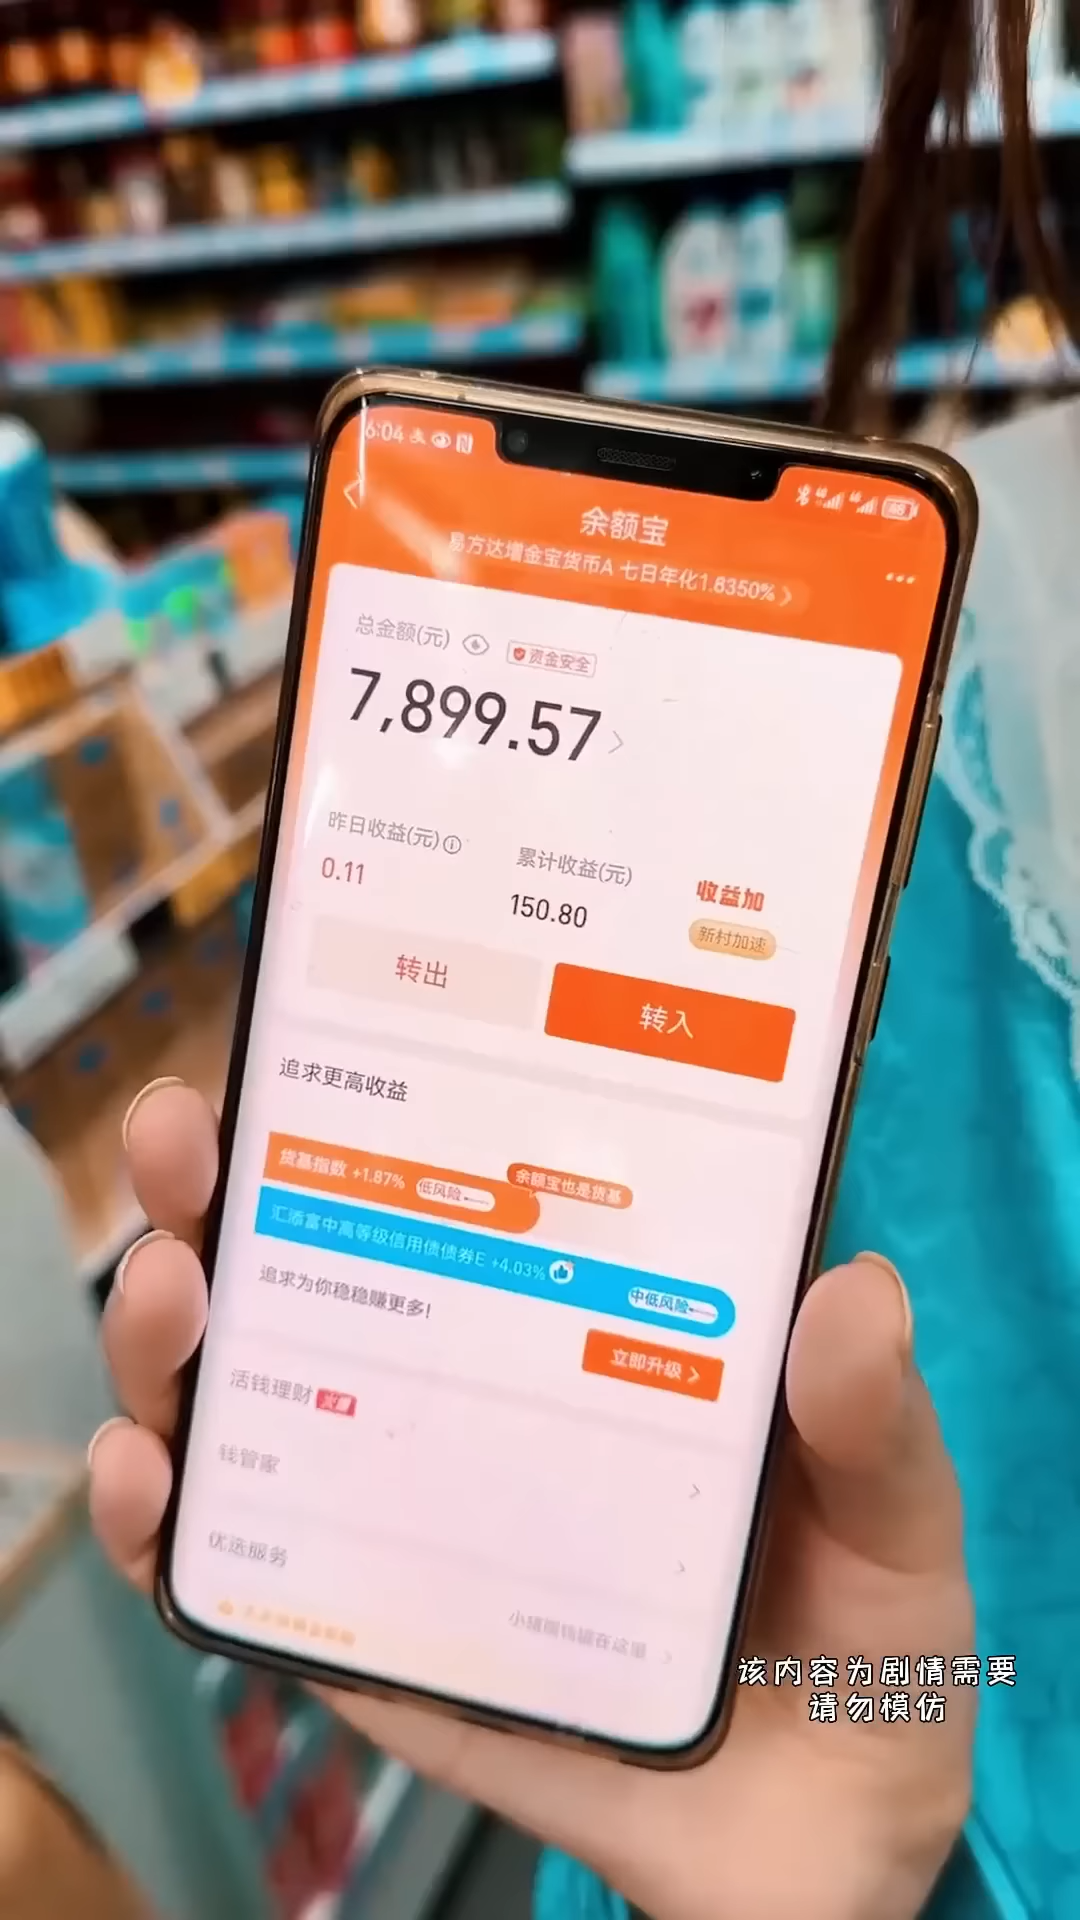 6:04
48
余额宝
易方达增金宝货币A 七日年化1.8350%
总金额(元)
资金安全
7,899.57
昨日收益(元)
累计收益(元)
0.11
150.80
收益加
新村加速
转出
转入
追求更高收益
货基指数 +1.87%
低风险
余额宝也是货基
汇添富中高等级信用债债券E +4.03%
中低风险
追求为你稳稳赚更多!
立即升级
活钱理财
火爆
钱管家
优选服务
该内容为剧情需要
请勿模仿